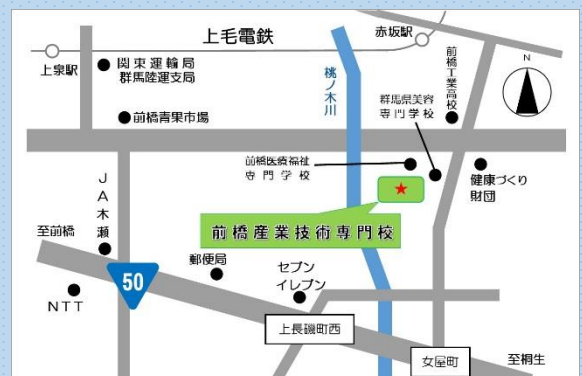 上毛電鉄
赤坂駅
上泉駅
関東運輸局
群馬陸運支局
桃ノ木川
前橋工業高校
N
群馬県美容
専門学校
前橋青果市場
前橋医療福祉
専門学校
健康づくり
財団
JA木瀬
前橋産業技術専門校
至前橋
郵便局
セブン
イレブン
50
NTT
上長磯町西
女屋町
至桐生